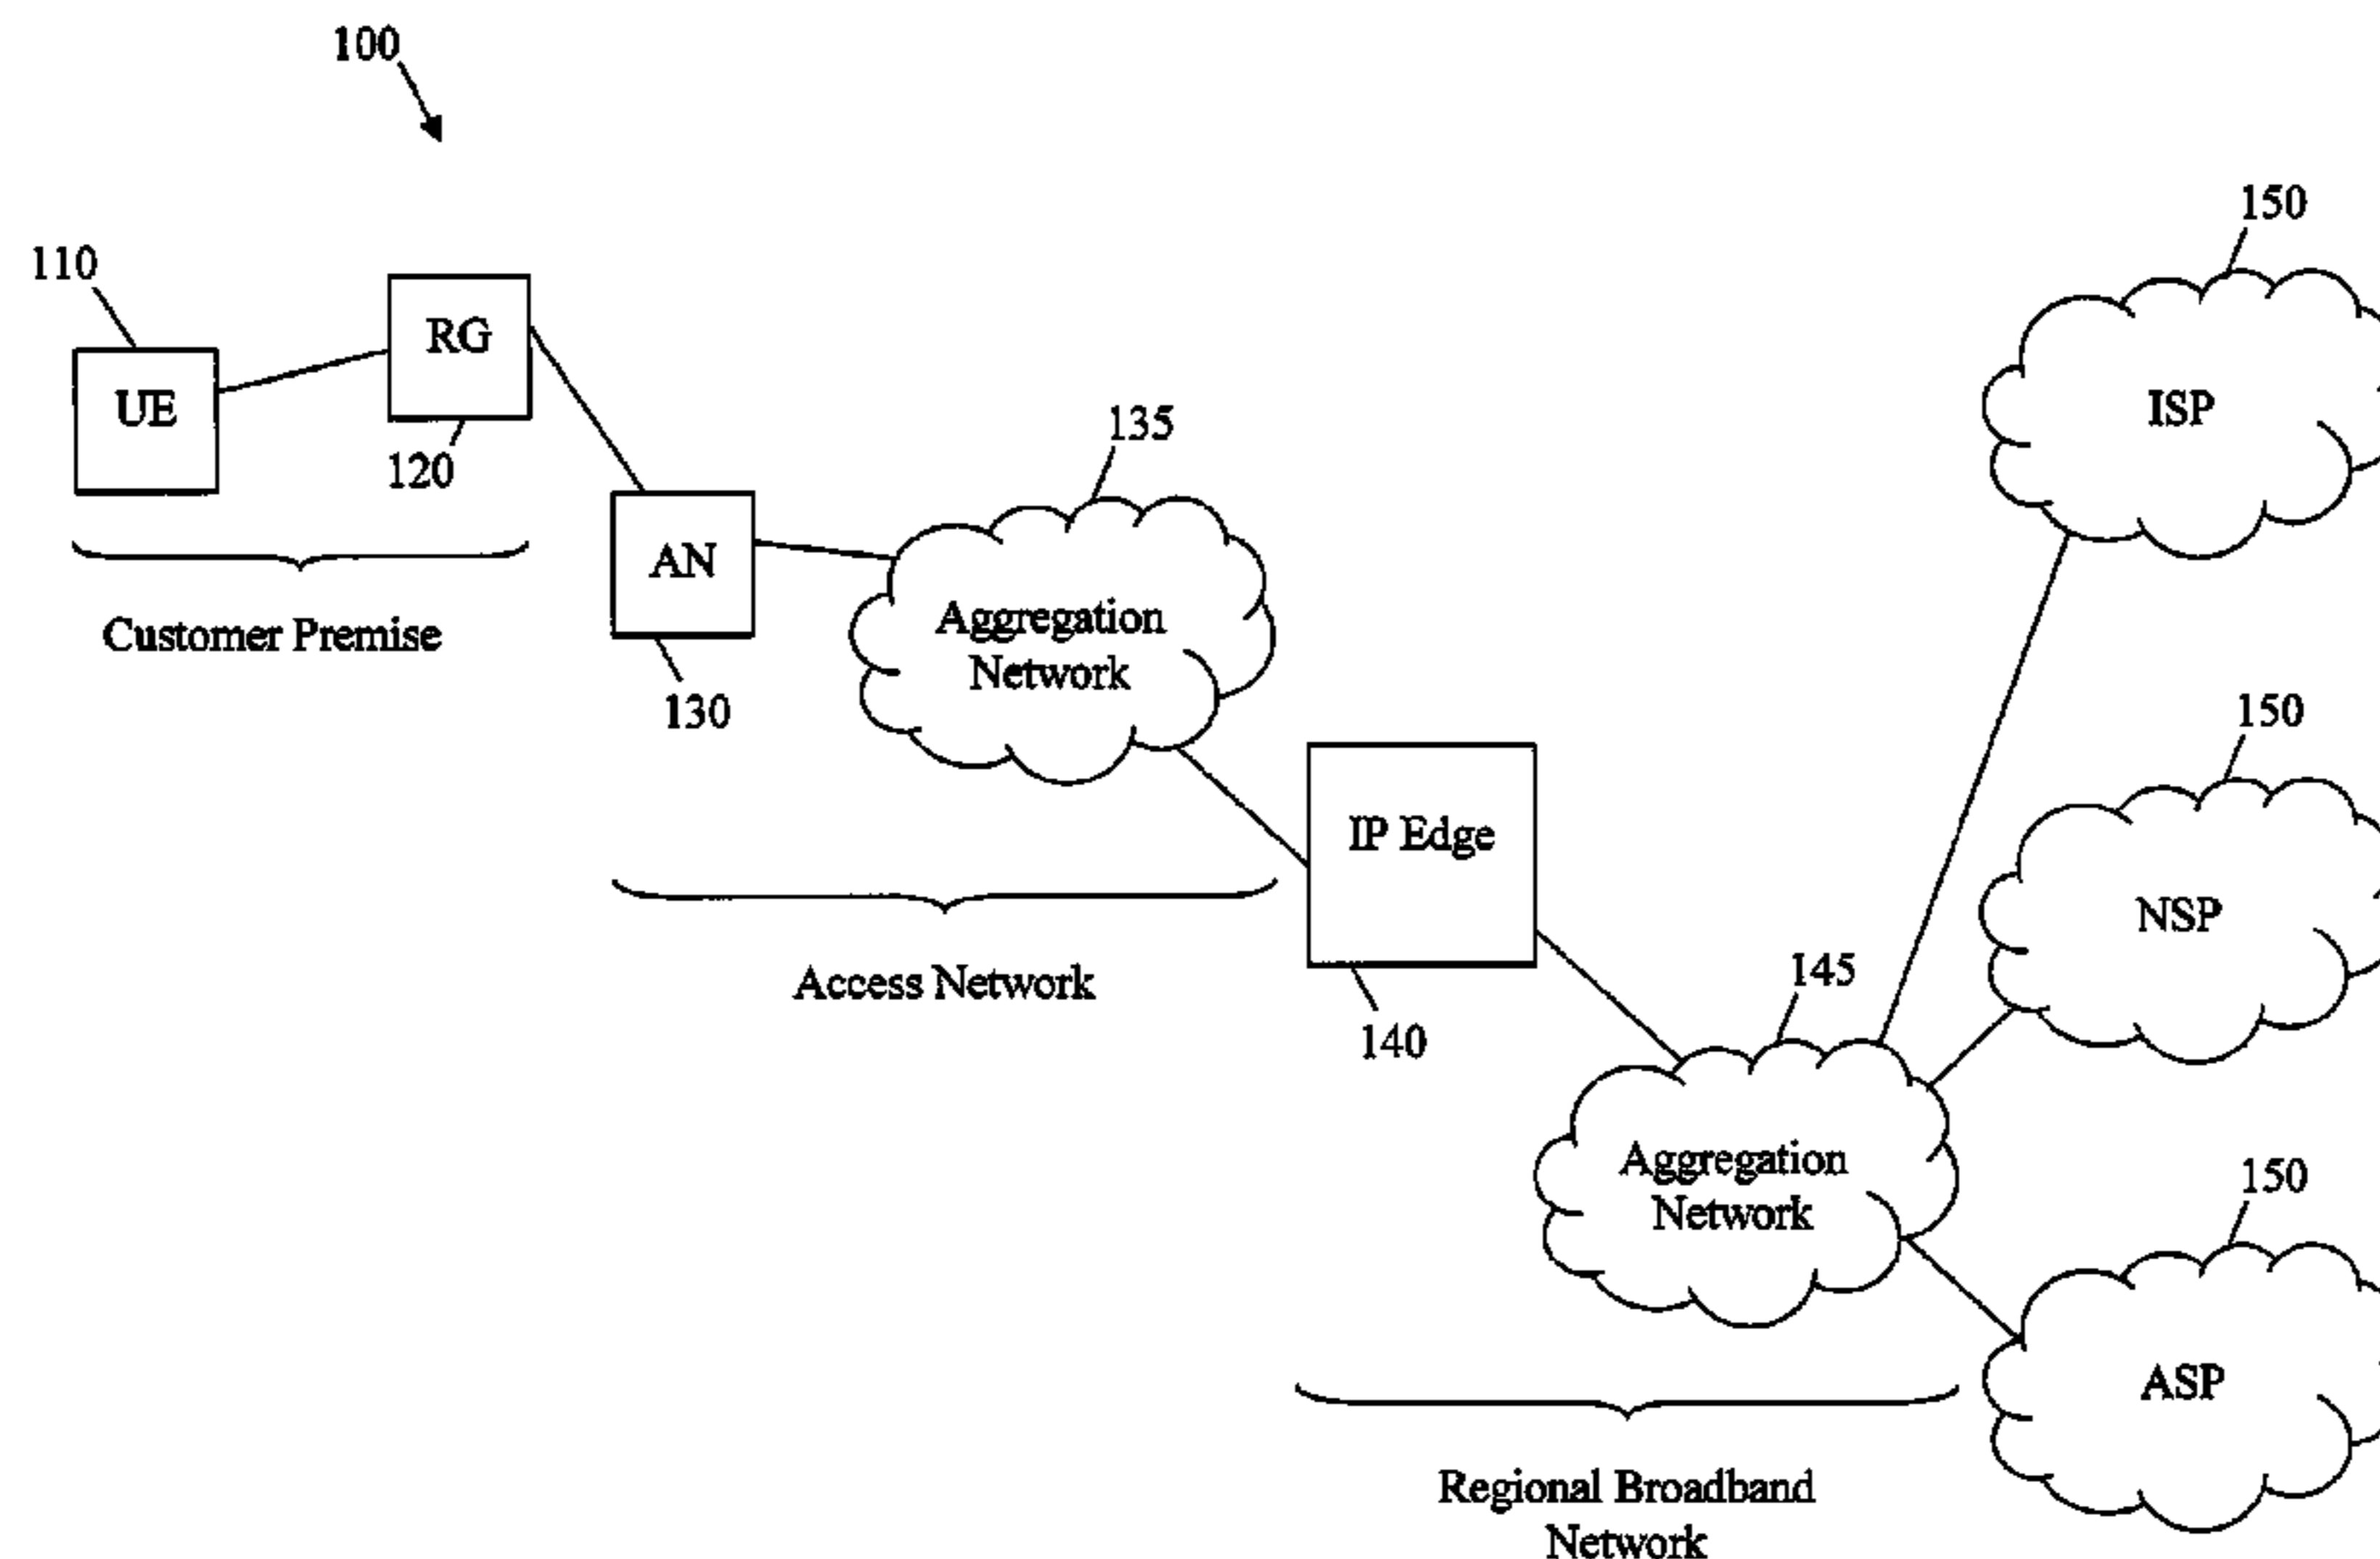 100
150
110
RG
UE
ISP
135
120
AN
Aggregation
Network
Customer Premise
130
150
IP Edge
NSP
145
Access Network
140
Aggregation
Network
150
ASP
Regional Broadband
Network